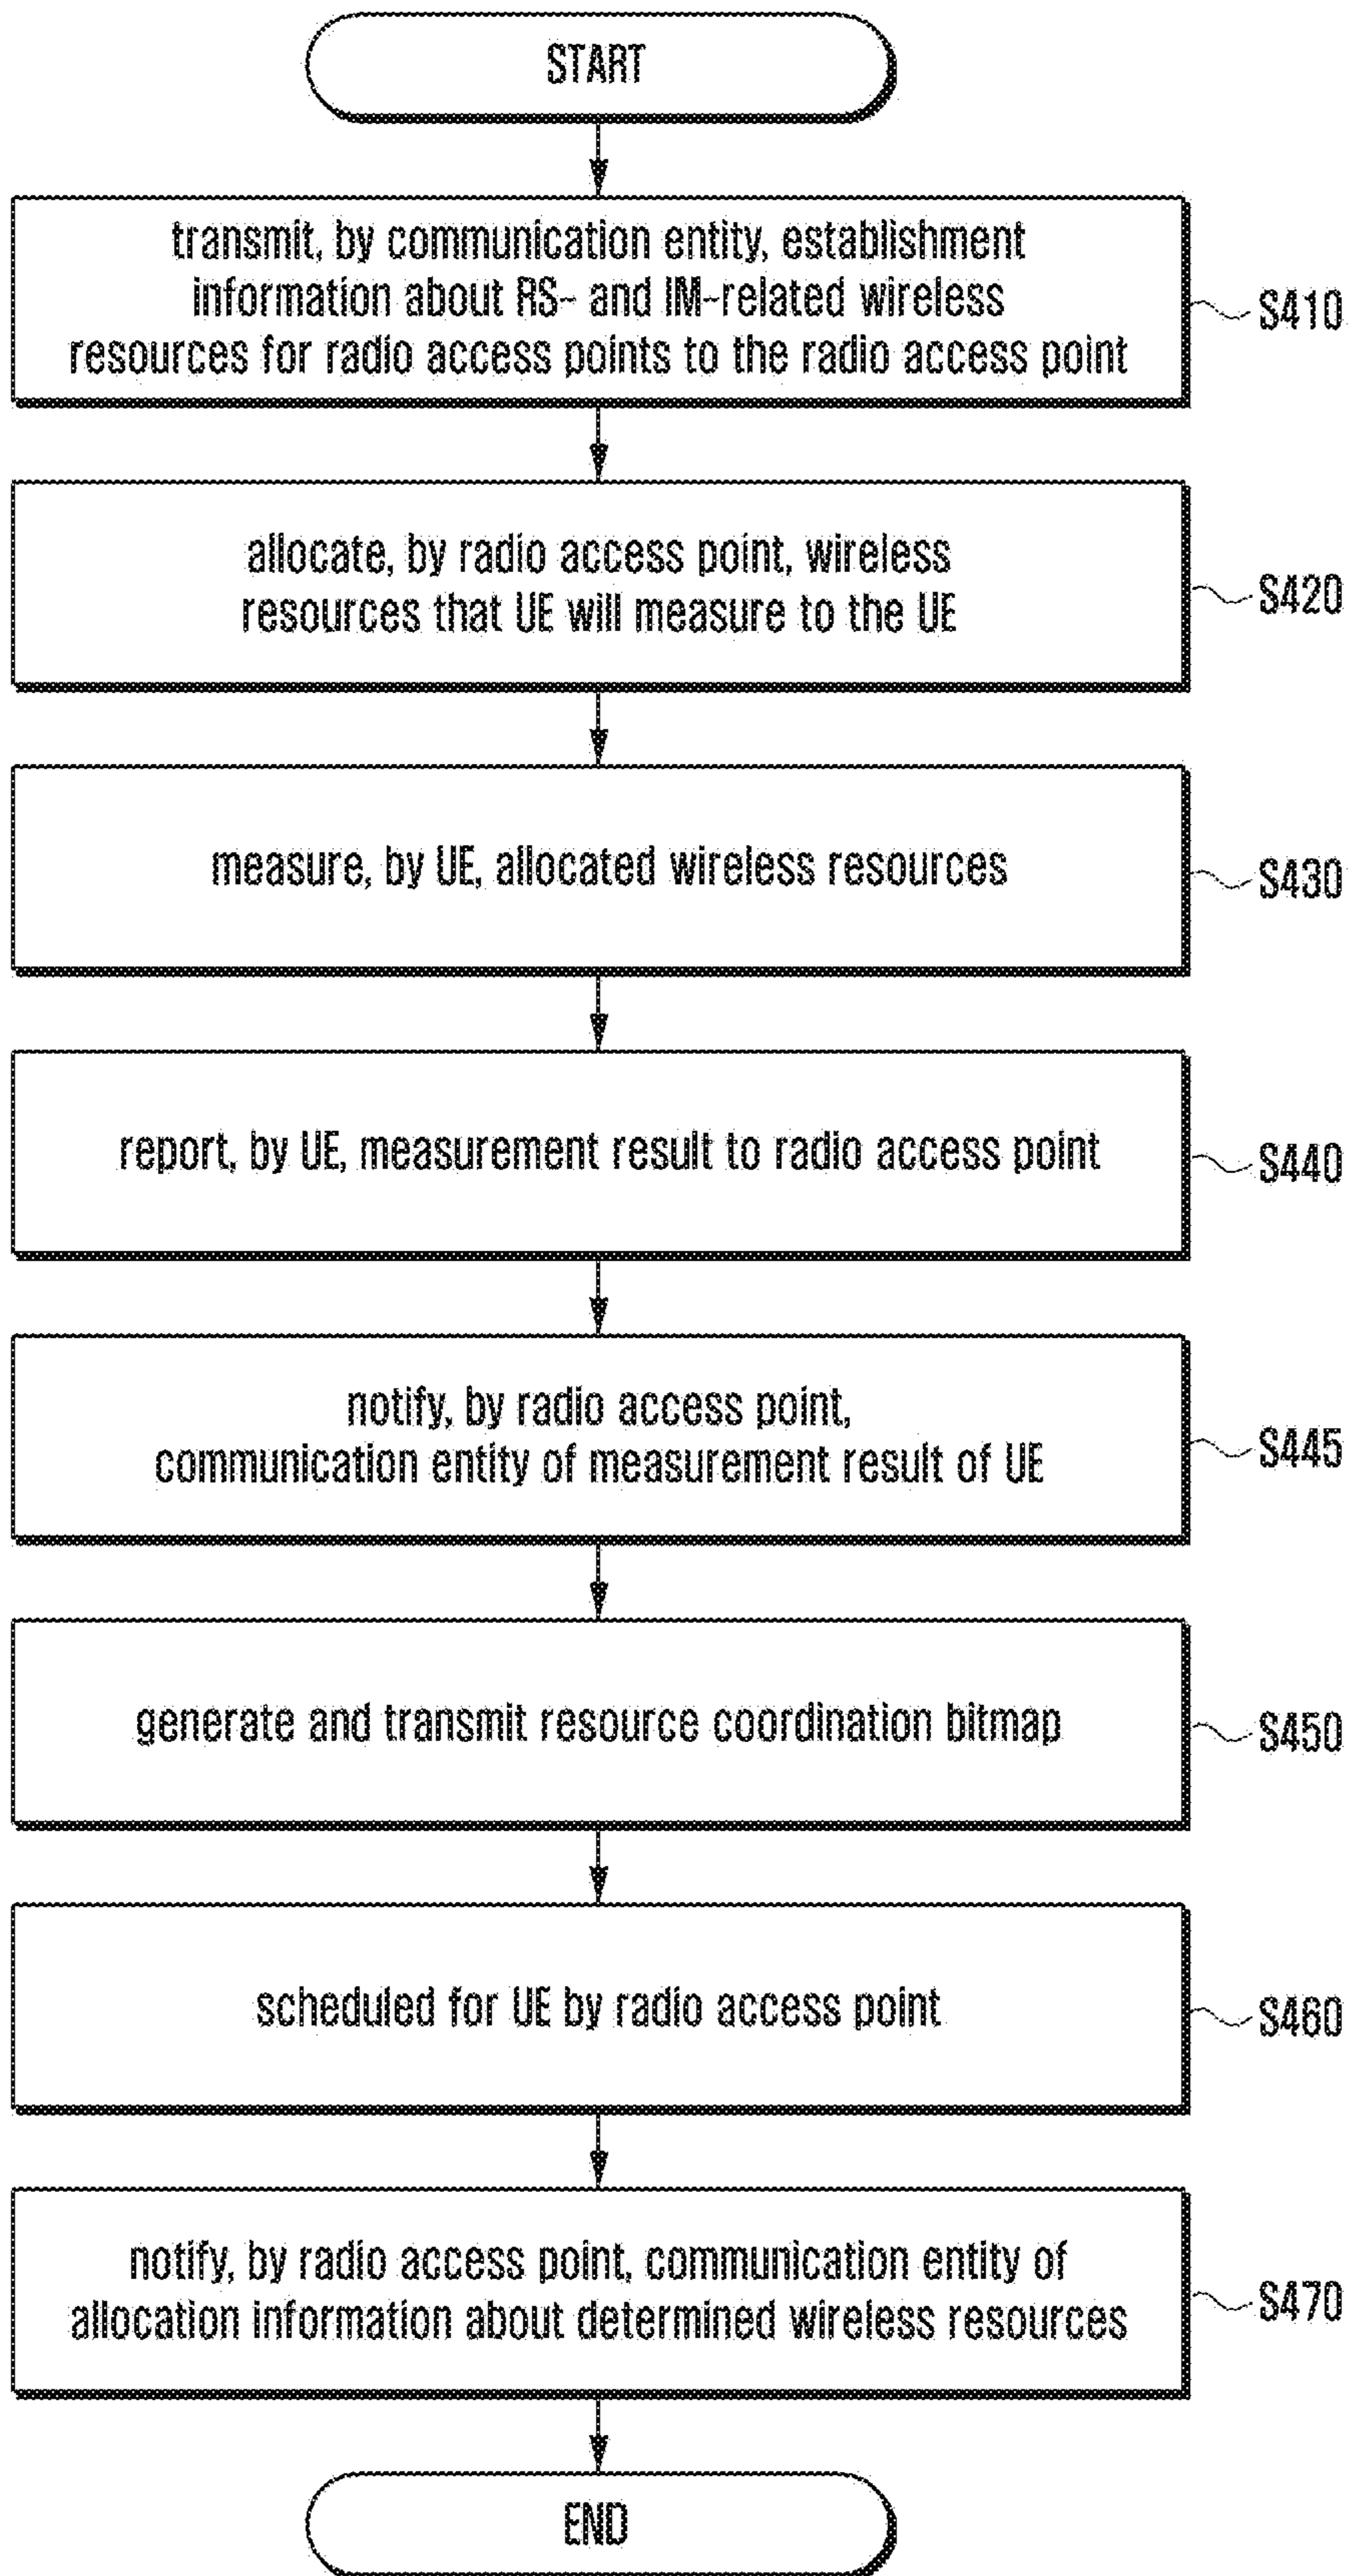 START
transmit, by communication entity, establishment
information about RS- and IM-related wireless
resources for radio access points to the radio access point
S410
allocate, by radio access point, wireless
resources that UE will measure to the UE
S420
measure, by UE, allocated wireless resources
S430
report, by UE, measurement result to radio access point
S440
notify, by radio access point,
communication entity of measurement result of UE
S445
generate and transmit resource coordination bitmap
S450
scheduled for UE by radio access point
S460
notify, by radio access point, communication entity of
allocation information about determined wireless resources
S470
END